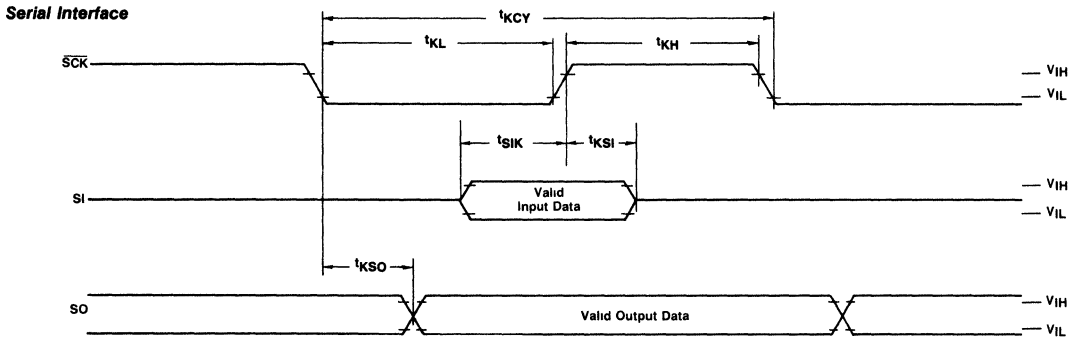 Serial Interface
tKCY
tKL
tKH
SCK
VIH
VIL
tSIK
tKSI
SI
Valid
Input Data
VIH
VIL
tKSO
SO
Valid Output Data
VIH
VIL